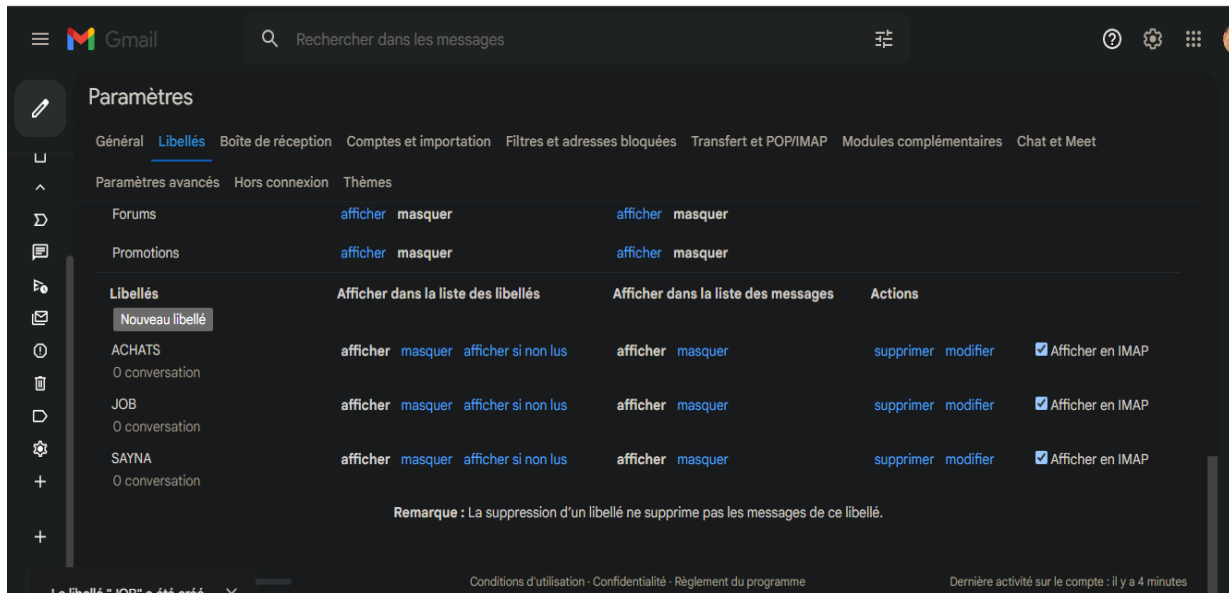 Gmail
Rechercher dans les messages
Paramètres
Général Libellés Boîte de réception Comptes et importation Filtres et adresses bloquées Transfert et POP/IMAP Modules complémentaires Chat et Meet
Paramètres avancés Hors connexion Thèmes
Forums afficher masquer afficher masquer
Promotions afficher masquer afficher masquer
Libellés Afficher dans la liste des libellés Afficher dans la liste des messages Actions
Nouveau libellé
ACHATS afficher masquer afficher si non lus afficher masquer supprimer modifier Afficher en IMAP
0 conversation
JOB afficher masquer afficher si non lus afficher masquer supprimer modifier Afficher en IMAP
0 conversation
SAYNA afficher masquer afficher si non lus afficher masquer supprimer modifier Afficher en IMAP
0 conversation
Remarque : La suppression d'un libellé ne supprime pas les messages de ce libellé.
Conditions d'utilisation · Confidentialité · Règlement du programme Dernière activité sur le compte : il y a 4 minutes
Le libellé "JOB" a été créé